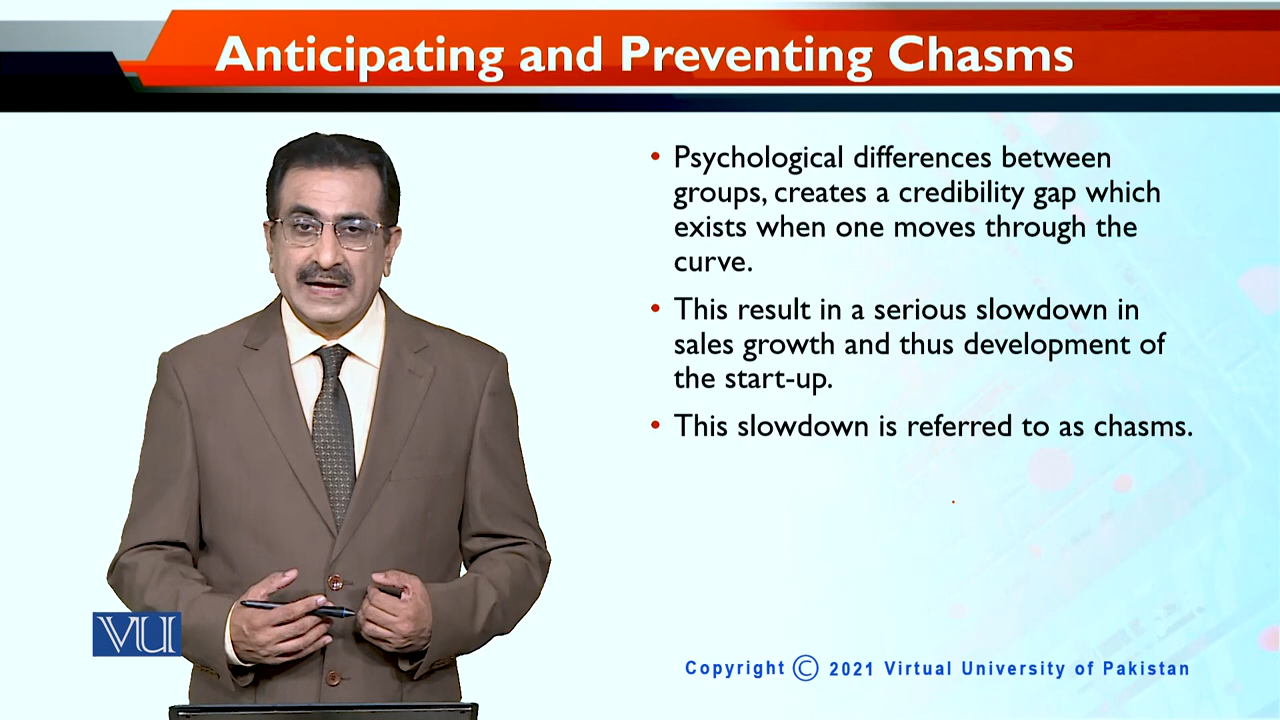 Anticipating and Preventing Chasms
• Psychological differences between
groups, creates a credibility gap which
exists when one moves through the
curve.
• This result in a serious slowdown in
sales growth and thus development of
the start-up.
• This slowdown is referred to as chasms.
VU
Copyright © 2021 Virtual University of Pakistan